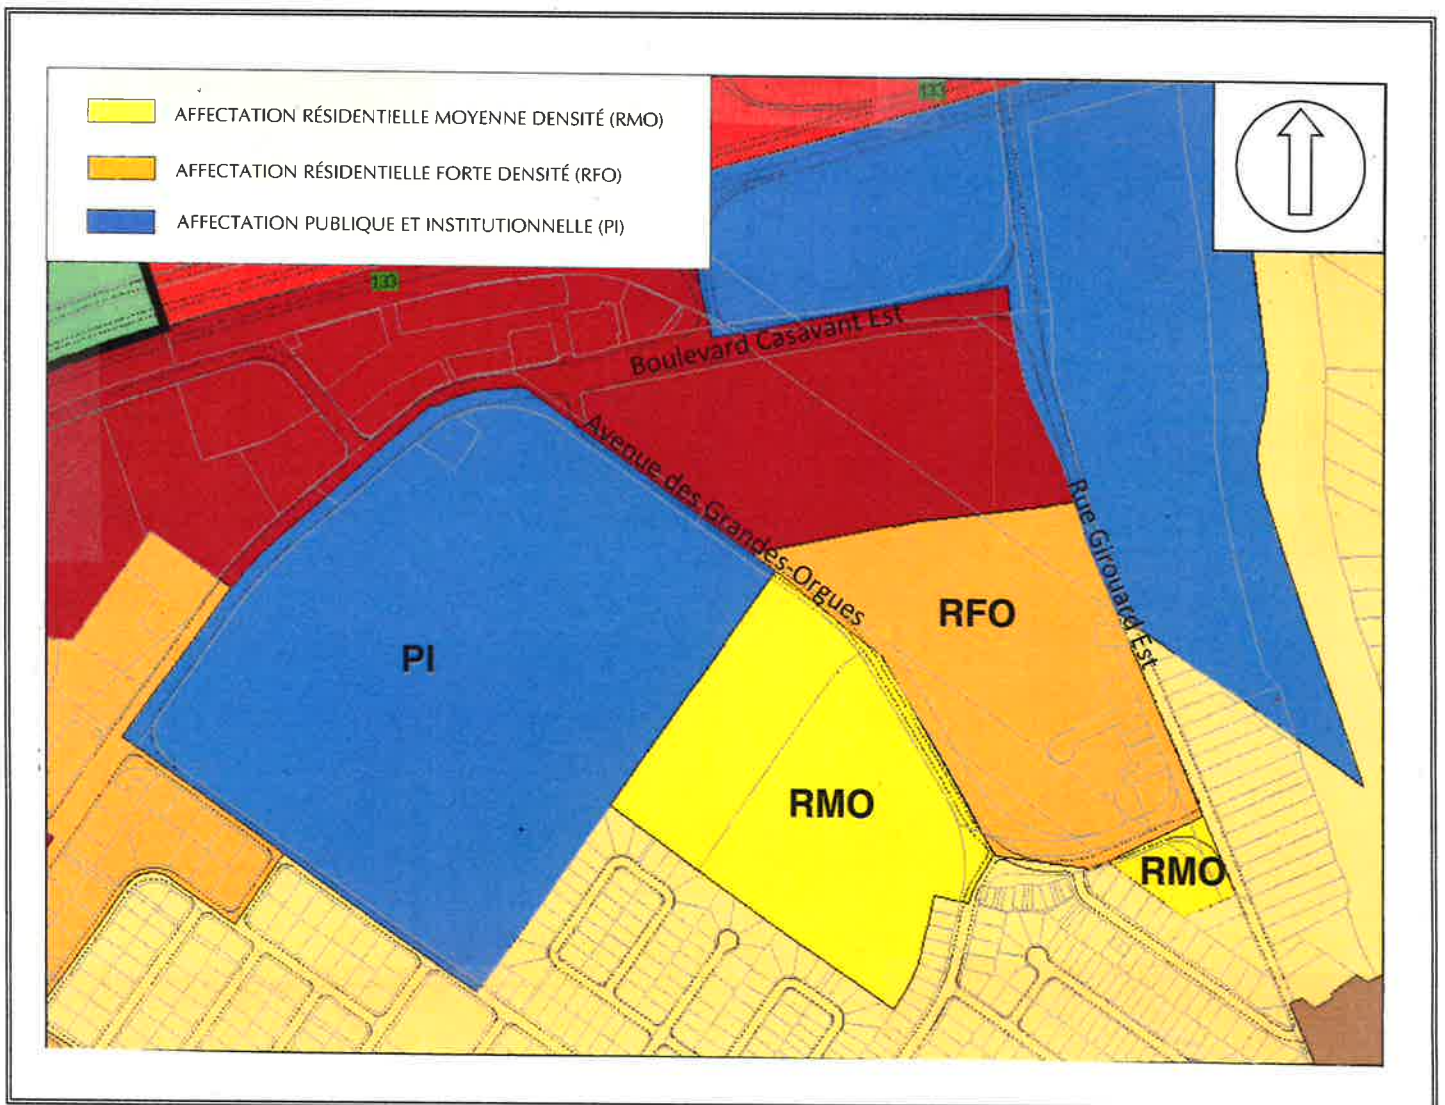 AFFECTATION RÉSIDENTIELLE MOYENNE DENSITÉ (RMO)
AFFECTATION RÉSIDENTIELLE FORTE DENSITÉ (RFO)
AFFECTATION PUBLIQUE ET INSTITUTIONNELLE (PI)
133
133
Boulevard Casavant Est
Avenue des Grandes-Orgues
Rue Girouard Est
RFO
PI
RMO
RMO